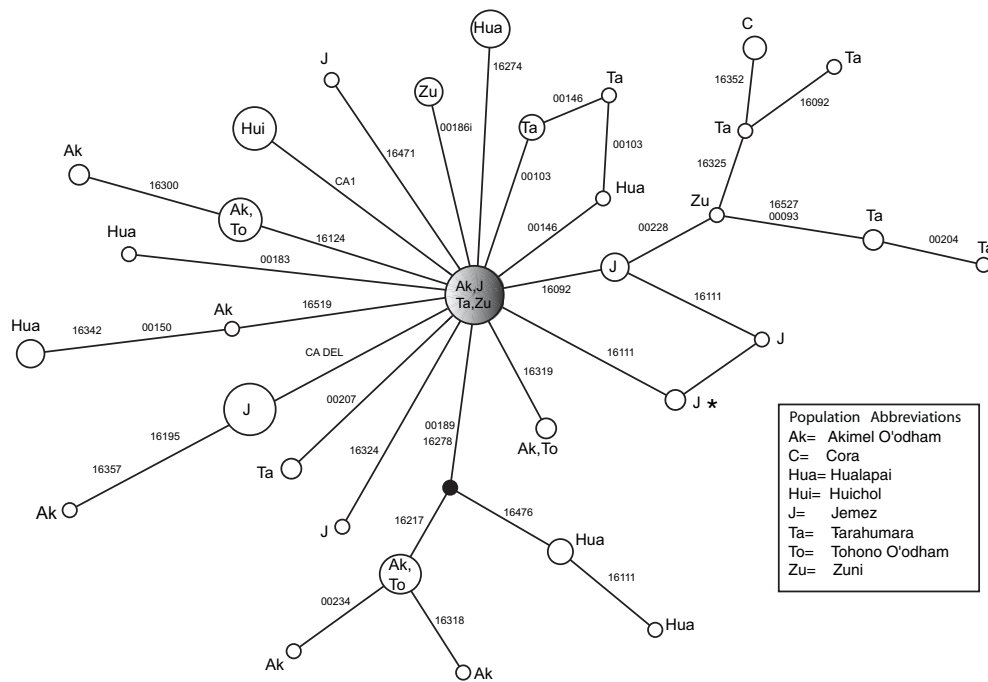 C
Hua
J
Ta
16274
16352
Ta
Zu
00146
16092
Ta
Ta
Hui
00186i
16471
00103
16325
Ak
00103
CA1
16300
Hua
Zu
16527
00093
Ak,
To
Ta
00146
00228
Hua
16124
00204
Ta
00183
J
Ak,J
Ta,Zu
16092
16111
Ak
16519
Hua
16342
00150
J
CA DEL
16111
16319
J
00207
J *
00189
16278
16195
Ak,To
16324
16357
Ta
Ak
J
16476
16217
Hua
Ak,
To
16111
00234
16318
Hua
Ak
Ak
Population Abbreviations
Ak= Akimel O'odham
C= Cora
Hua= Hualapai
Hui= Huichol
J= Jemez
Ta= Tarahumara
To= Tohono O'odham
Zu= Zuni